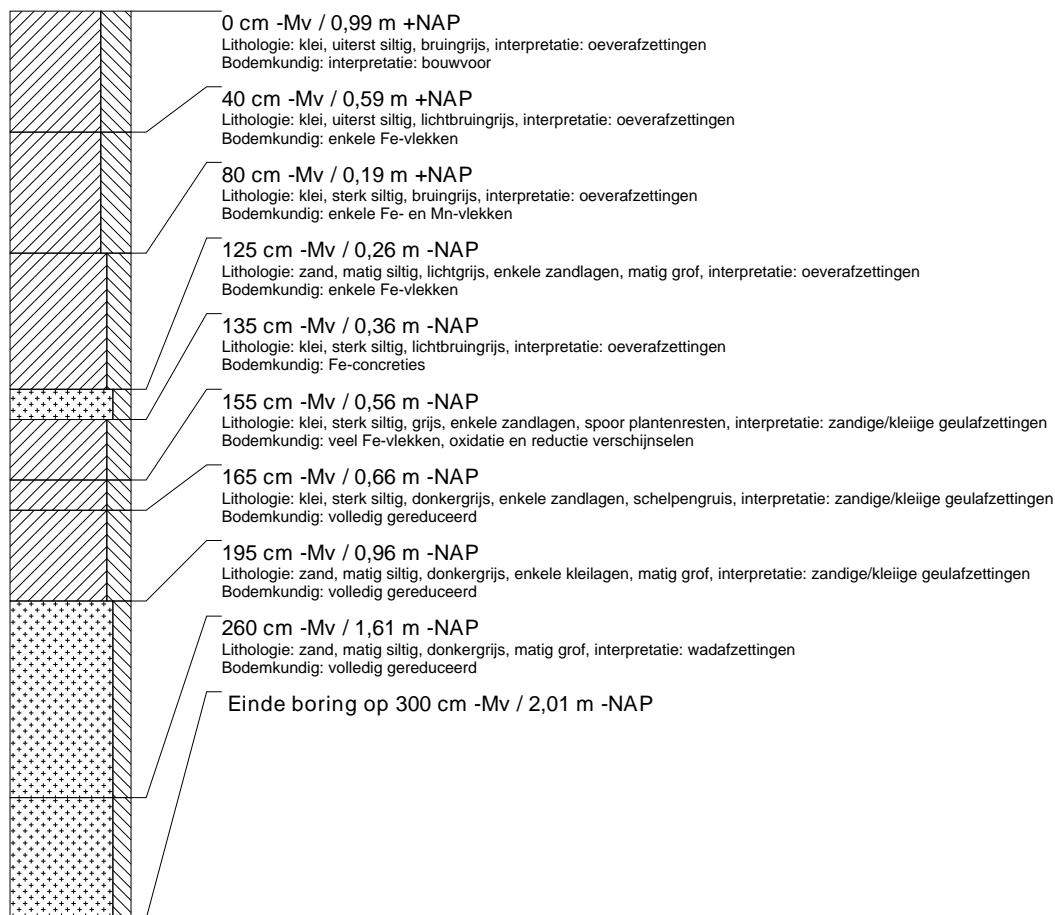 0 cm -Mv / 0,99 m +NAP
Lithologie: klei, uiterst siltig, bruingrijs, interpretatie: oeverafzettingen
Bodemkundig: interpretatie: bouwvoor
40 cm -Mv / 0,59 m +NAP
Lithologie: klei, uiterst siltig, lichtbruingrijs, interpretatie: oeverafzettingen
Bodemkundig: enkele Fe-vlekken
80 cm -Mv / 0,19 m +NAP
Lithologie: klei, sterk siltig, bruingrijs, interpretatie: oeverafzettingen
Bodemkundig: enkele Fe- en Mn-vlekken
125 cm -Mv / 0,26 m -NAP
Lithologie: zand, matig siltig, lichtgrijs, enkele zandlagen, matig grof, interpretatie: oeverafzettingen
Bodemkundig: enkele Fe-vlekken
135 cm -Mv / 0,36 m -NAP
Lithologie: klei, sterk siltig, lichtbruingrijs, interpretatie: oeverafzettingen
Bodemkundig: Fe-concreties
155 cm -Mv / 0,56 m -NAP
Lithologie: klei, sterk siltig, grijs, enkele zandlagen, spoor plantenresten, interpretatie: zandige/kleiige geulafzettingen
Bodemkundig: veel Fe-vlekken, oxidatie en reductie verschijnselen
165 cm -Mv / 0,66 m -NAP
Lithologie: klei, sterk siltig, donkergrijs, enkele zandlagen, schelpengruis, interpretatie: zandige/kleiige geulafzettingen
Bodemkundig: volledig gereduceerd
195 cm -Mv / 0,96 m -NAP
Lithologie: zand, matig siltig, donkergrijs, enkele kleilagen, matig grof, interpretatie: zandige/kleiige geulafzettingen
Bodemkundig: volledig gereduceerd
260 cm -Mv / 1,61 m -NAP
Lithologie: zand, matig siltig, donkergrijs, matig grof, interpretatie: wadafzettingen
Bodemkundig: volledig gereduceerd
Einde boring op 300 cm -Mv / 2,01 m -NAP